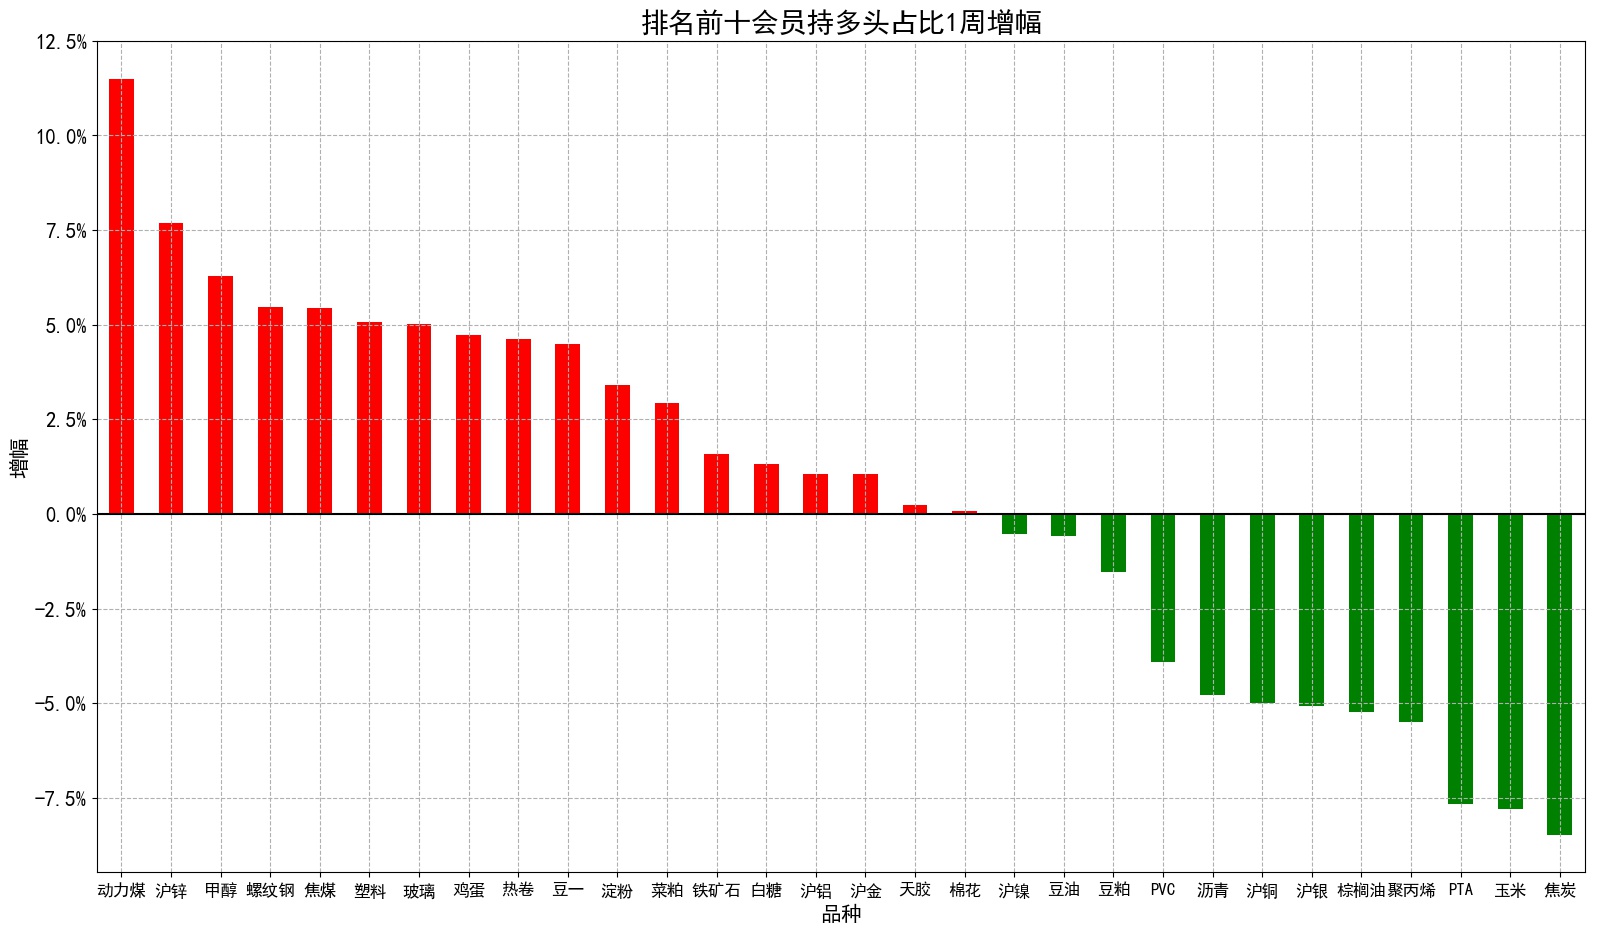 排名前十会员持多头占比1周增幅
12.5%
10.0%
7.5%
5.0%
2.5%
0.0%
−2.5%
−5.0%
−7.5%
增幅
动力煤 沪锌 甲醇 螺纹钢 焦煤 塑料 玻璃 鸡蛋 热卷 豆一 淀粉 菜粕 铁矿石 白糖 沪铝 沪金 天胶 棉花 沪镍 豆油 豆粕 PVC 沥青 沪铜 沪银 棕榈油 聚丙烯 PTA 玉米 焦炭
品种